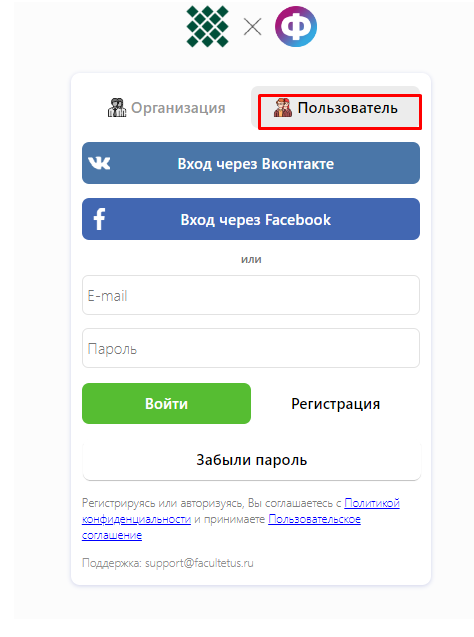 Ф
Организация
Пользователь
Вход через Вконтакте
f
Вход через Facebook
или
E-mail
Пароль
Войти
Регистрация
Забыли пароль
Регистрируясь или авторизуясь, Вы соглашаетесь с Политикой
конфиденциальности и принимаете Пользовательское
соглашение
Поддержка: support@facultetus.ru